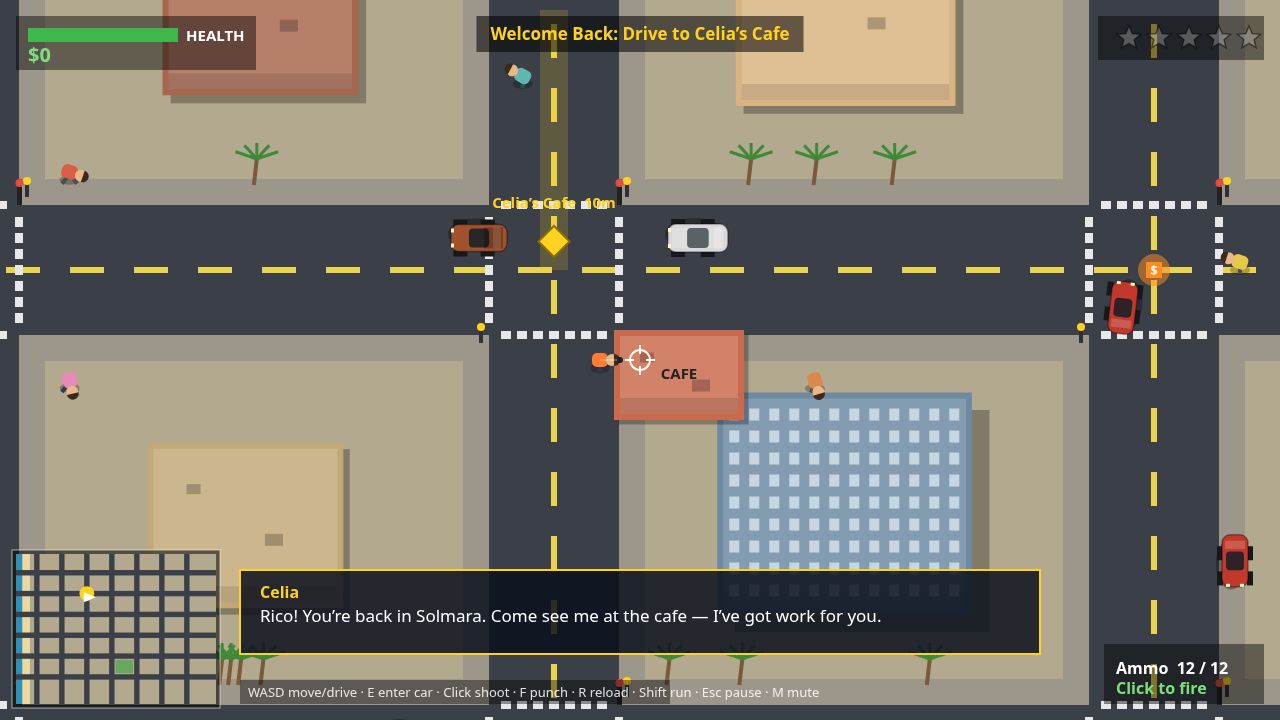 HEALTH
$0
Welcome Back: Drive to Celia's Cafe
Celia's Cafe
$
CAFE
Celia
Rico! You're back in Solmara. Come see me at the cafe — I've got work for you.
WASD move/drive · E enter car · Click shoot · F punch · R reload · Shift run · Esc pause · M mute
Ammo 12 / 12
Click to fire